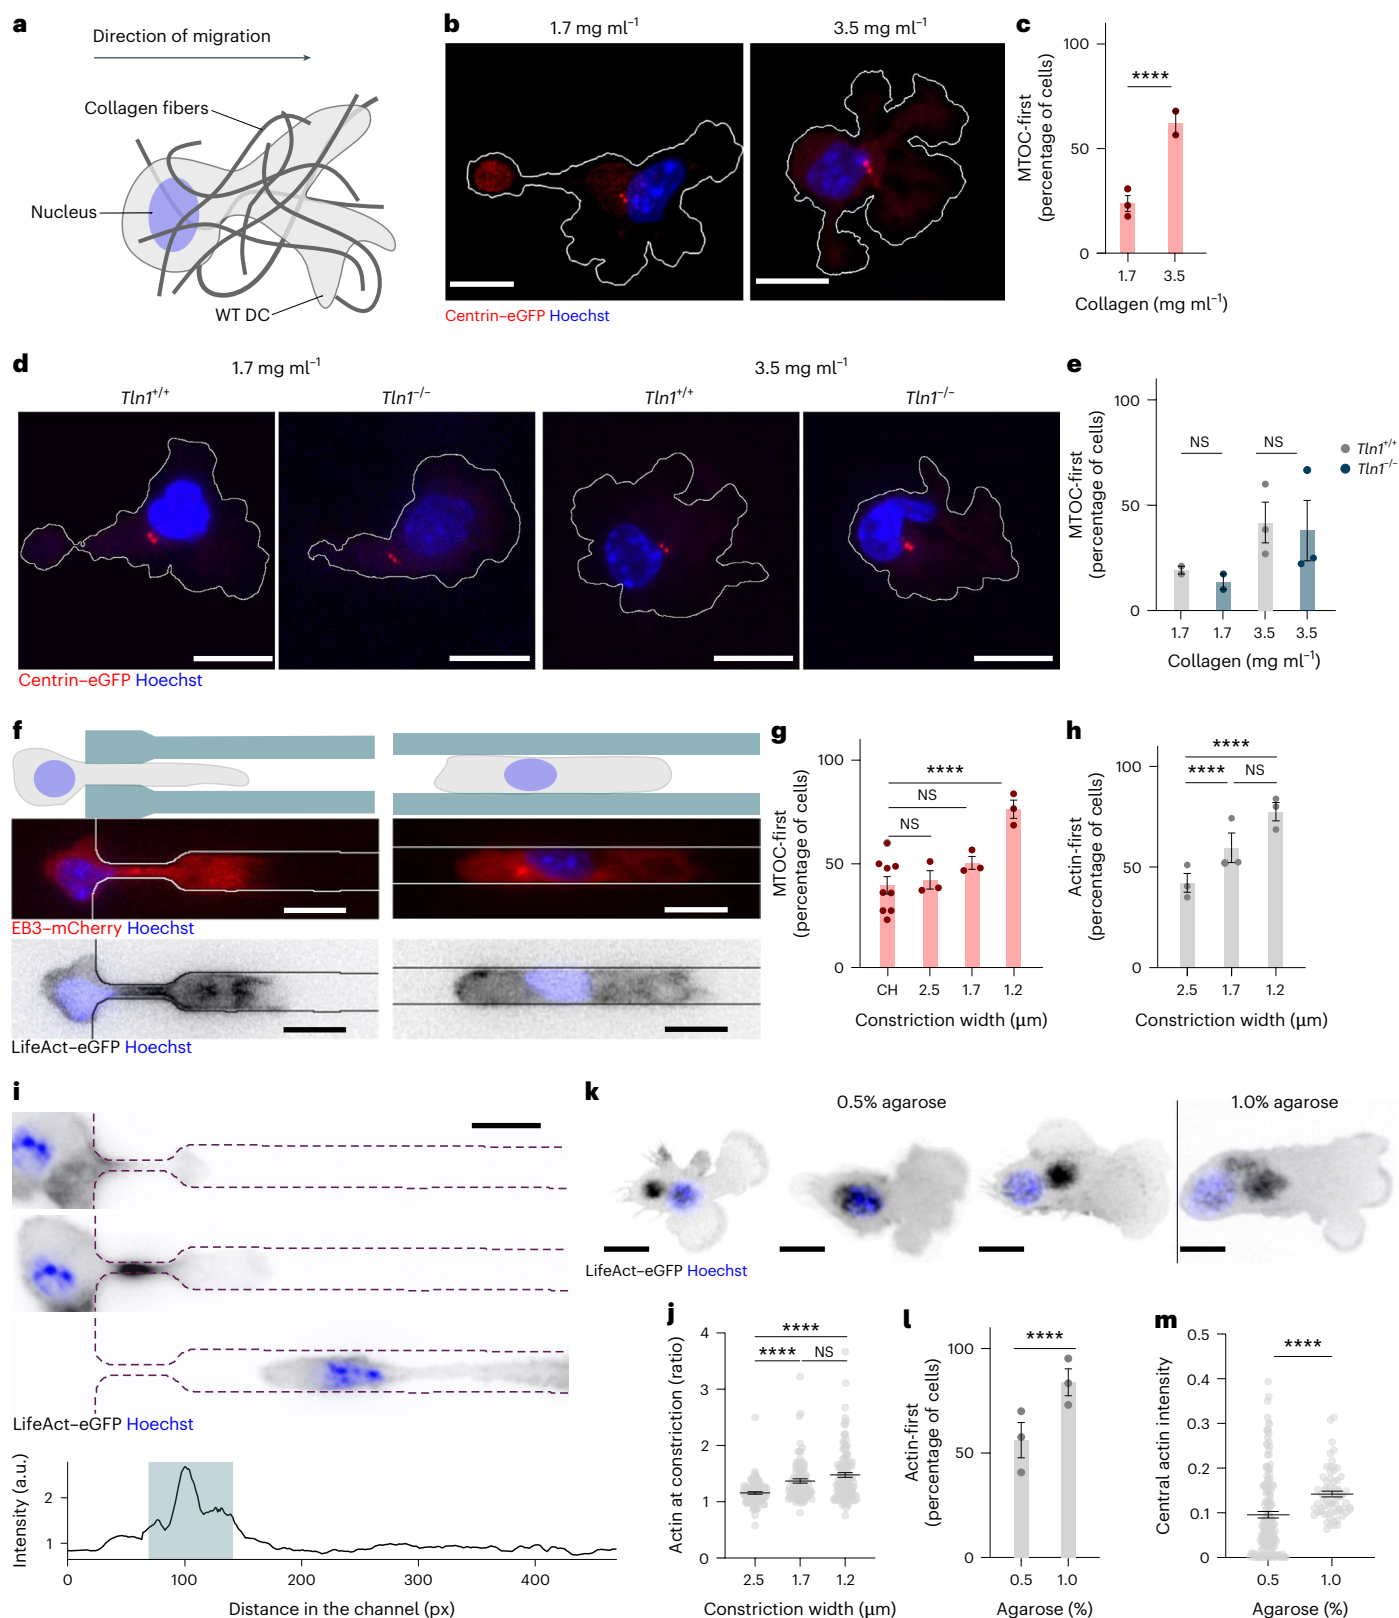 a
Direction of migration
Collagen fibers
Nucleus
WT DC
b
1.7 mg ml⁻¹
3.5 mg ml⁻¹
Centrin–eGFP Hoechst
c
MTOC-first
(percentage of cells)
100
50
0
****
1.7
3.5
Collagen (mg ml⁻¹)
d
1.7 mg ml⁻¹
3.5 mg ml⁻¹
Tln1⁺/⁺
Tln1⁻/⁻
Tln1⁺/⁺
Tln1⁻/⁻
Centrin–eGFP Hoechst
e
MTOC-first
(percentage of cells)
100
50
0
NS
NS
Tln1⁺/⁺
Tln1⁻/⁻
1.7
1.7
3.5
3.5
Collagen (mg ml⁻¹)
f
EB3–mCherry Hoechst
LifeAct–eGFP Hoechst
g
MTOC-first
(percentage of cells)
100
50
0
****
NS
NS
CH
2.5
1.7
1.2
Constriction width (μm)
h
Actin-first
(percentage of cells)
100
50
0
****
****
NS
2.5
1.7
1.2
Constriction width (μm)
i
LifeAct–eGFP Hoechst
Intensity (a.u.)
2
1
0
100
200
300
400
Distance in the channel (px)
k
0.5% agarose
1.0% agarose
LifeAct–eGFP Hoechst
j
Actin at constriction (ratio)
4
3
2
1
0
****
****
NS
2.5
1.7
1.2
Constriction width (μm)
l
Actin-first
(percentage of cells)
100
50
0
****
0.5
1.0
Agarose (%)
m
Central actin intensity
0.5
0.4
0.3
0.2
0.1
0
****
0.5
1.0
Agarose (%)